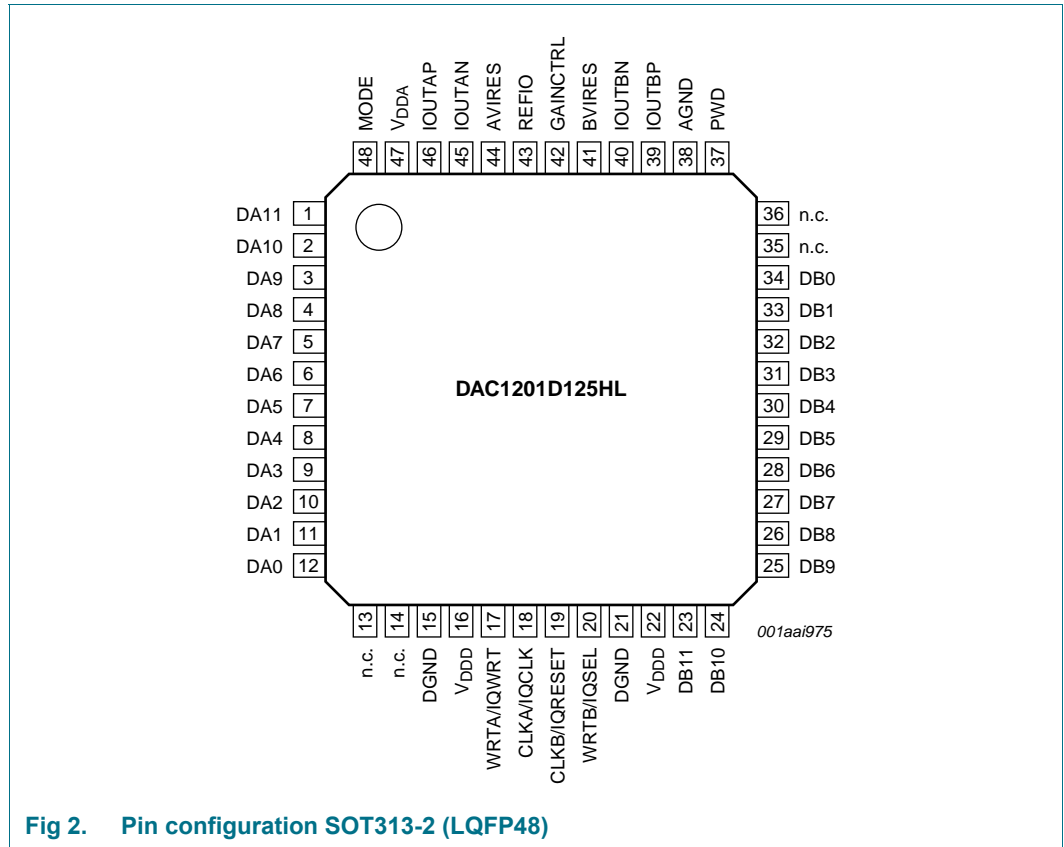 MODE
VDDA
IOUTAP
IOUTAN
AVIRES
REFIO
GAINCTRL
BVIRES
IOUTBN
IOUTBP
AGND
PWD
48
47
46
45
44
43
42
41
40
39
38
37
DA11 1
DA10 2
DA9 3
DA8 4
DA7 5
DA6 6
DA5 7
DA4 8
DA3 9
DA2 10
DA1 11
DA0 12
DAC1201D125HL
36 n.c.
35 n.c.
34 DB0
33 DB1
32 DB2
31 DB3
30 DB4
29 DB5
28 DB6
27 DB7
26 DB8
25 DB9
13
14
15
16
17
18
19
20
21
22
23
24
n.c.
n.c.
DGND
VDDD
WRTA/IQWRT
CLKA/IQCLK
CLKB/IQRESET
WRTB/IQSEL
DGND
VDDD
DB11
DB10
001aai975
Fig 2. Pin configuration SOT313-2 (LQFP48)